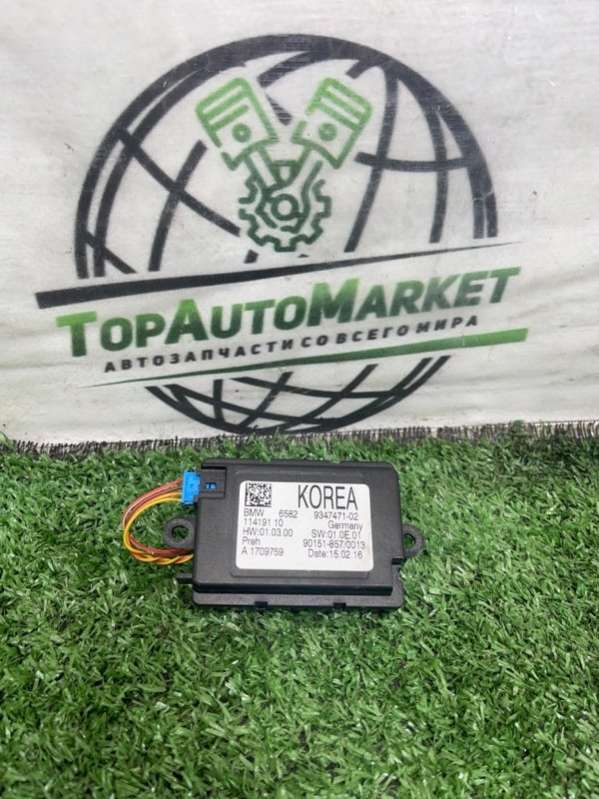 TopAutoMarket
АВТОЗАПЧАСТИ СО ВСЕГО МИРА
KOREA
BMW 6582 9347471-02
114191 10 Germany
HW:01.03.00 SW:01.0E.01
Preh 90151-857/0013
A 1709759 Date:15.02.16